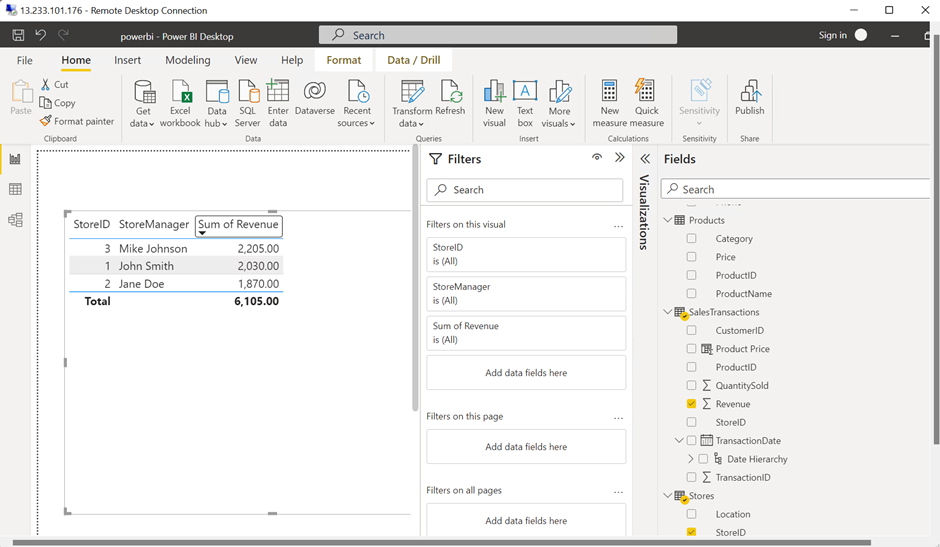 13.233.101.176 - Remote Desktop Connection
powerbi - Power BI Desktop
Search
Sign in
File
Home
Insert
Modeling
View
Help
Format
Data / Drill
Paste
Cut
Copy
Format painter
Clipboard
Get data
Excel workbook
Data hub
SQL Server
Enter data
Dataverse
Recent sources
Data
Transform data
Refresh
Queries
New visual
Text box
More visuals
Insert
New measure
Quick measure
Calculations
Sensitivity
Sensitivity
Publish
Share
StoreID StoreManager Sum of Revenue
3 Mike Johnson 2,205.00
1 John Smith 2,030.00
2 Jane Doe 1,870.00
Total 6,105.00
Filters
Search
Filters on this visual ...
StoreID
is (All)
StoreManager
is (All)
Sum of Revenue
is (All)
Add data fields here
Filters on this page ...
Add data fields here
Filters on all pages ...
Add data fields here
Visualizations
Fields
Search
Products
Category
Price
ProductID
ProductName
SalesTransactions
CustomerID
Product Price
ProductID
QuantitySold
Revenue
StoreID
TransactionDate
Date Hierarchy
TransactionID
Stores
Location
StoreID